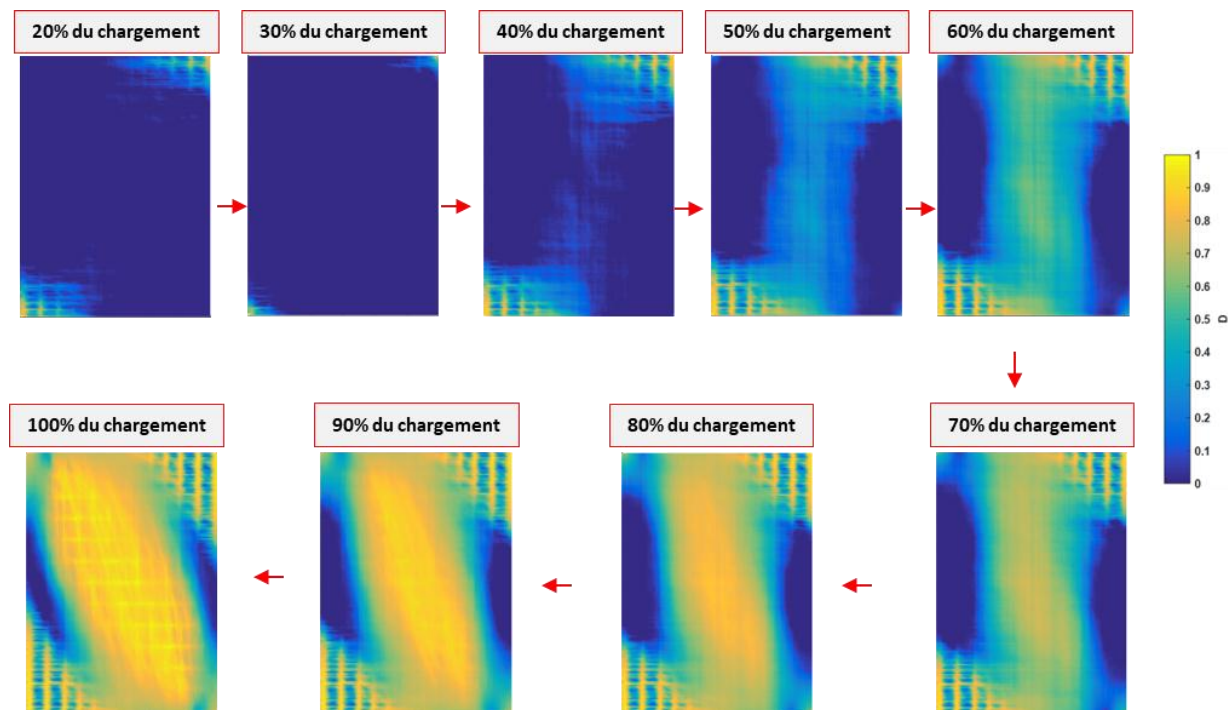 20% du chargement
30% du chargement
40% du chargement
50% du chargement
60% du chargement
1
0.9
0.8
0.7
0.6
0.5
0.4
0.3
0.2
0.1
0
D
100% du chargement
90% du chargement
80% du chargement
70% du chargement